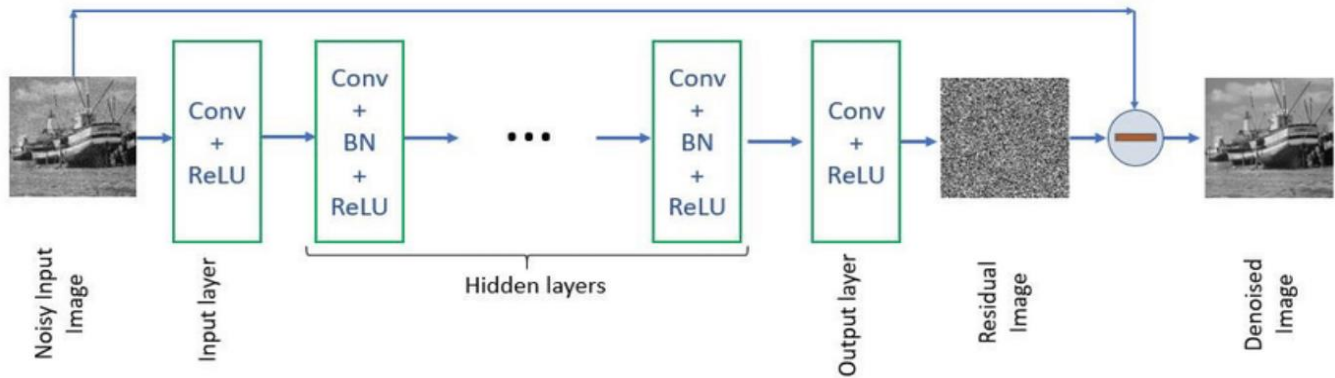 Conv
+
ReLU
Conv
+
BN
+
ReLU
...
Conv
+
BN
+
ReLU
Conv
+
ReLU
Noisy Input
Image
Input layer
Hidden layers
Output layer
Residual
Image
Denoised
Image